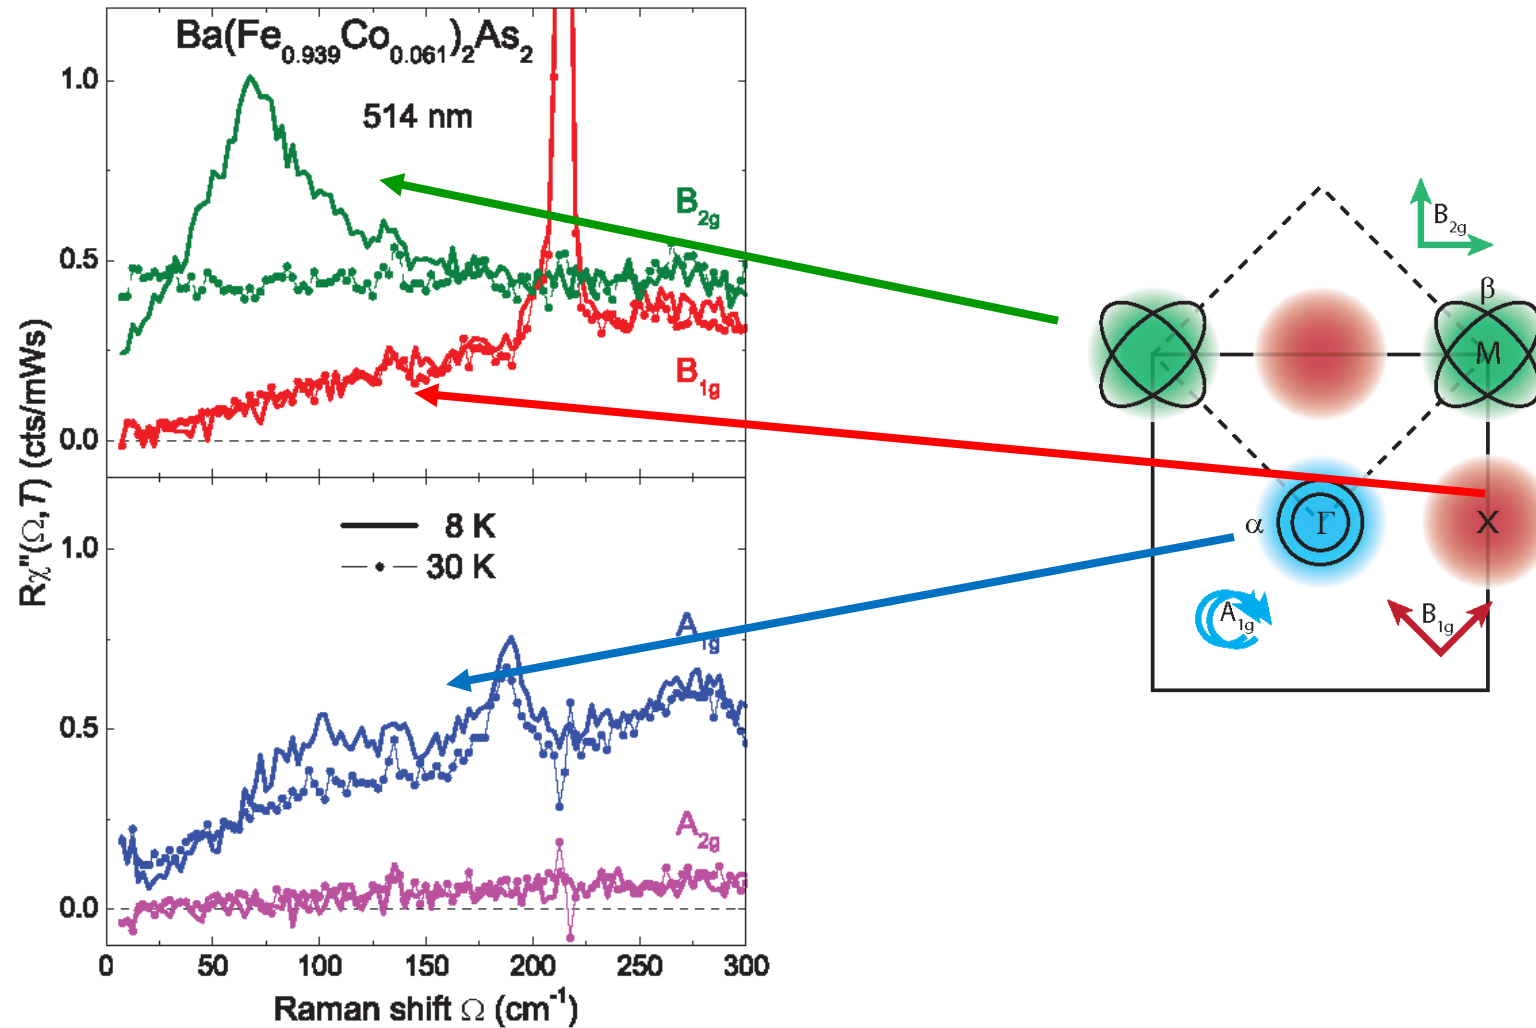 Ba(Fe0.939Co0.061)2As2
514 nm
1.0
0.5
0.0
B2g
B1g
Rχ''(Ω,T) (cts/mWs)
8 K
30 K
1.0
0.5
0.0
A1g
A2g
0 50 100 150 200 250 300
Raman shift Ω (cm-1)
B2g
β
M
α
Γ
X
A1g
B1g